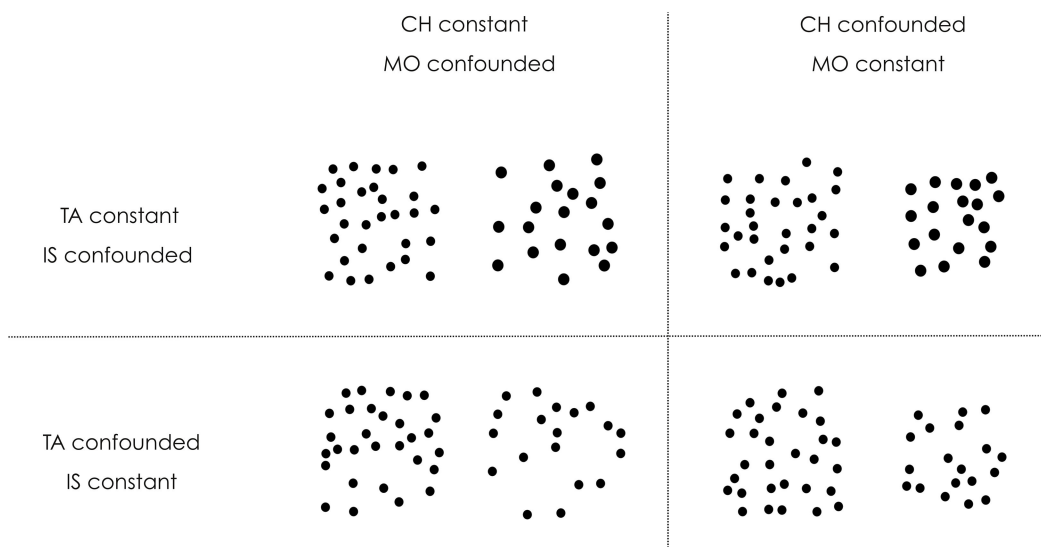 CH constant
MO confounded
CH confounded
MO constant
TA constant
IS confounded
TA confounded
IS constant